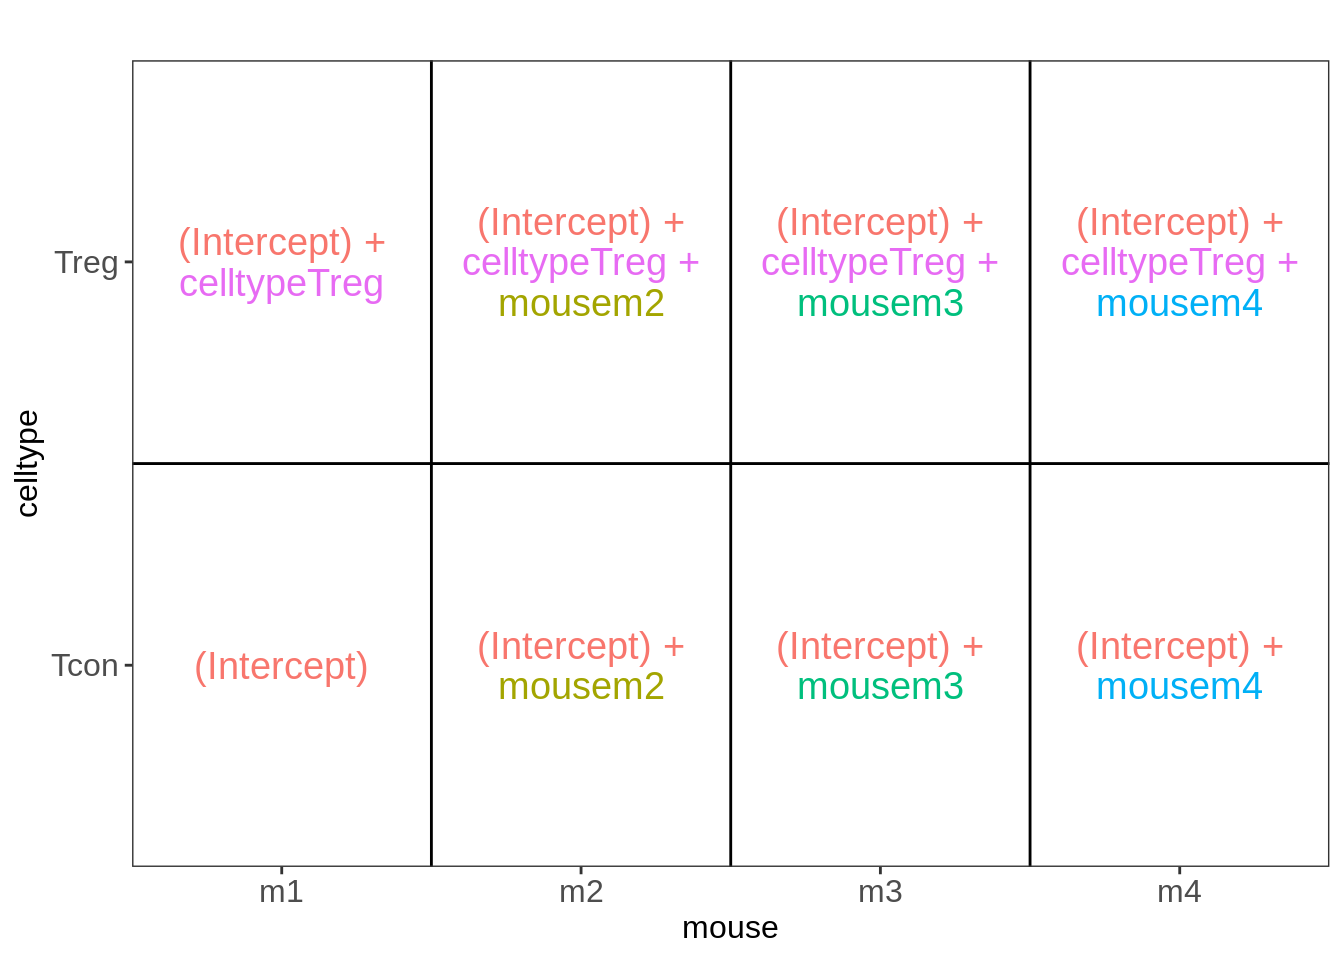 celltype
Treg
(Intercept) +
celltypeTreg
(Intercept) +
celltypeTreg +
mousem2
(Intercept) +
celltypeTreg +
mousem3
(Intercept) +
celltypeTreg +
mousem4
Tcon
(Intercept)
(Intercept) +
mousem2
(Intercept) +
mousem3
(Intercept) +
mousem4
m1
m2
m3
m4
mouse